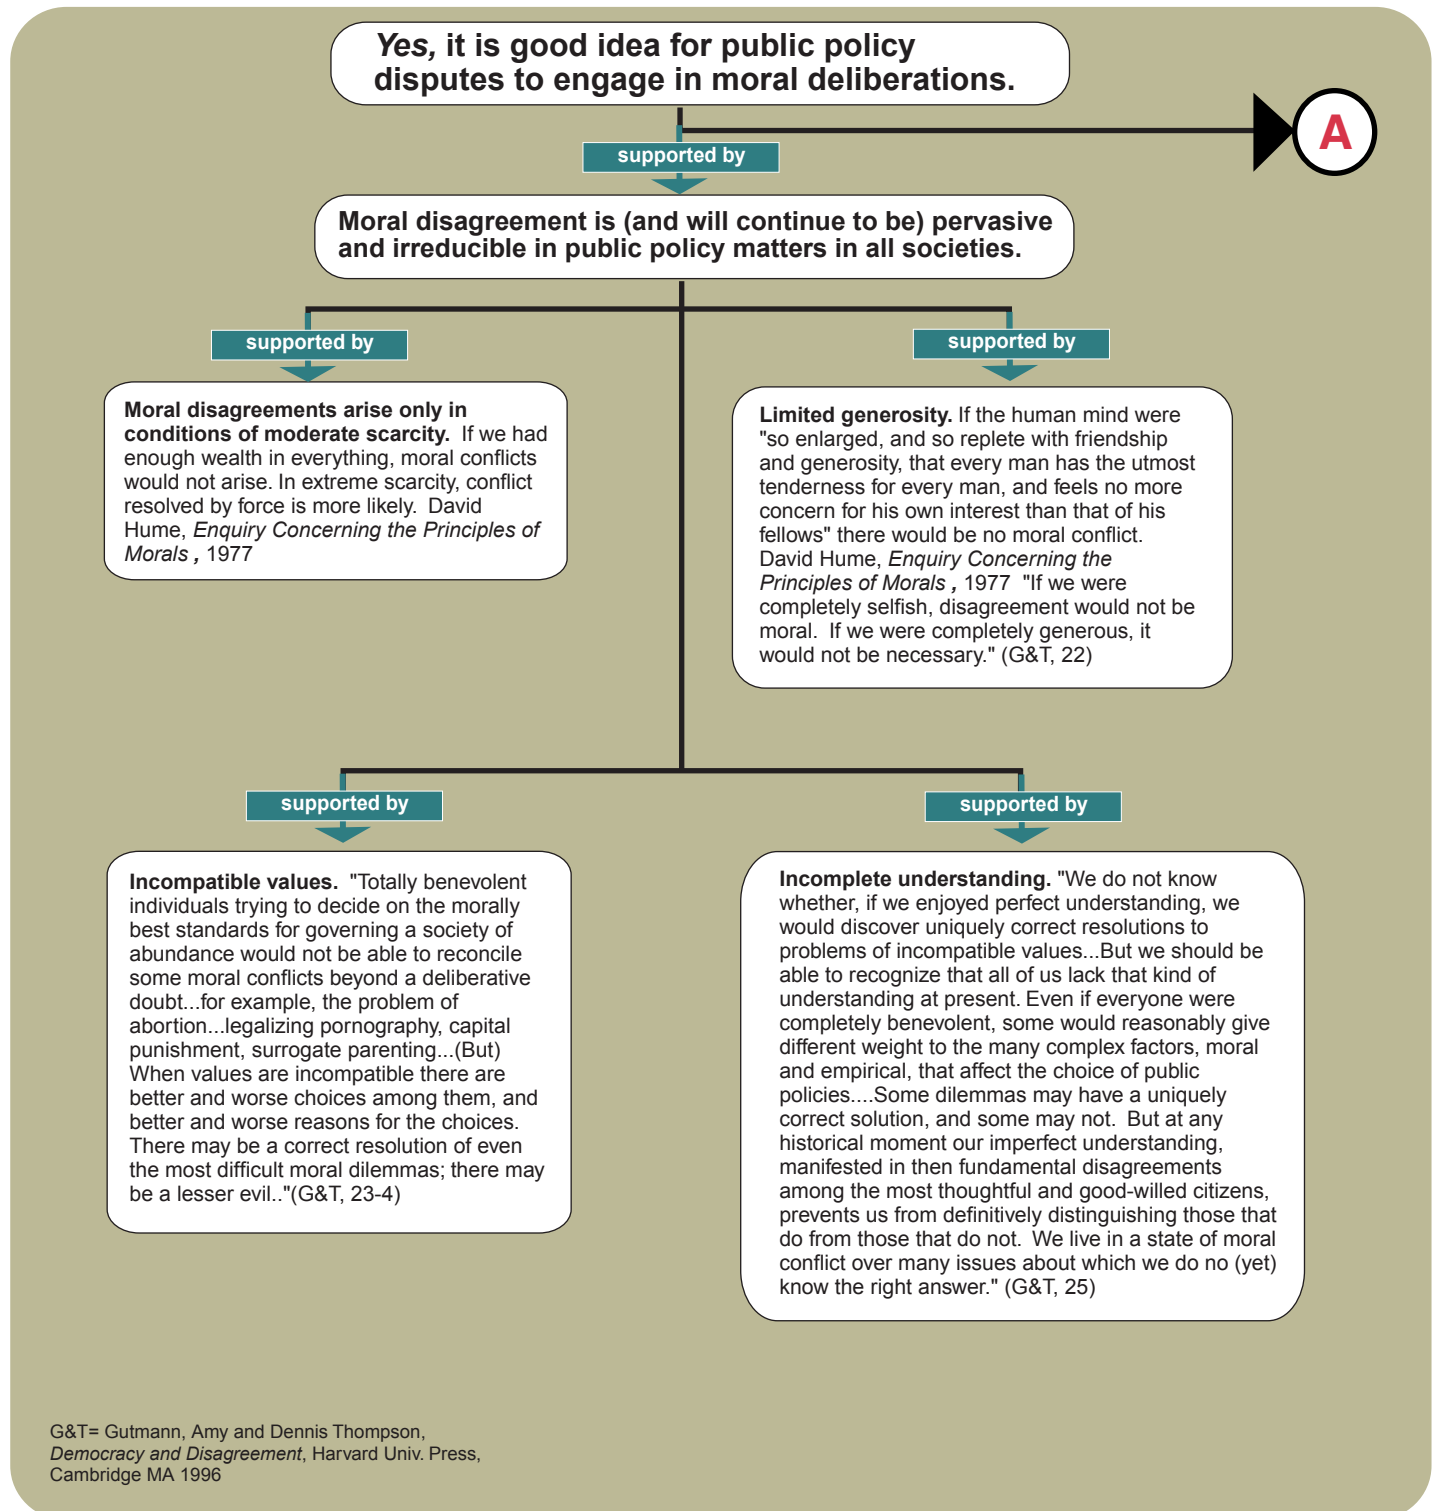 Yes, it is good idea for public policy
disputes to engage in moral deliberations.
A
supported by
Moral disagreement is (and will continue to be) pervasive
and irreducible in public policy matters in all societies.
supported by
Moral disagreements arise only in
conditions of moderate scarcity. If we had
enough wealth in everything, moral conflicts
would not arise. In extreme scarcity, conflict
resolved by force is more likely. David
Hume, Enquiry Concerning the Principles of
Morals , 1977
supported by
Limited generosity. If the human mind were
"so enlarged, and so replete with friendship
and generosity, that every man has the utmost
tenderness for every man, and feels no more
concern for his own interest than that of his
fellows" there would be no moral conflict.
David Hume, Enquiry Concerning the
Principles of Morals , 1977 "If we were
completely selfish, disagreement would not be
moral. If we were completely generous, it
would not be necessary." (G&T, 22)
supported by
Incompatible values. "Totally benevolent
individuals trying to decide on the morally
best standards for governing a society of
abundance would not be able to reconcile
some moral conflicts beyond a deliberative
doubt...for example, the problem of
abortion...legalizing pornography, capital
punishment, surrogate parenting...(But)
When values are incompatible there are
better and worse choices among them, and
better and worse reasons for the choices.
There may be a correct resolution of even
the most difficult moral dilemmas; there may
be a lesser evil.."(G&T, 23-4)
supported by
Incomplete understanding. "We do not know
whether, if we enjoyed perfect understanding, we
would discover uniquely correct resolutions to
problems of incompatible values...But we should be
able to recognize that all of us lack that kind of
understanding at present. Even if everyone were
completely benevolent, some would reasonably give
different weight to the many complex factors, moral
and empirical, that affect the choice of public
policies....Some dilemmas may have a uniquely
correct solution, and some may not. But at any
historical moment our imperfect understanding,
manifested in then fundamental disagreements
among the most thoughtful and good-willed citizens,
prevents us from definitively distinguishing those that
do from those that do not. We live in a state of moral
conflict over many issues about which we do no (yet)
know the right answer." (G&T, 25)
G&T= Gutmann, Amy and Dennis Thompson,
Democracy and Disagreement, Harvard Univ. Press,
Cambridge MA 1996